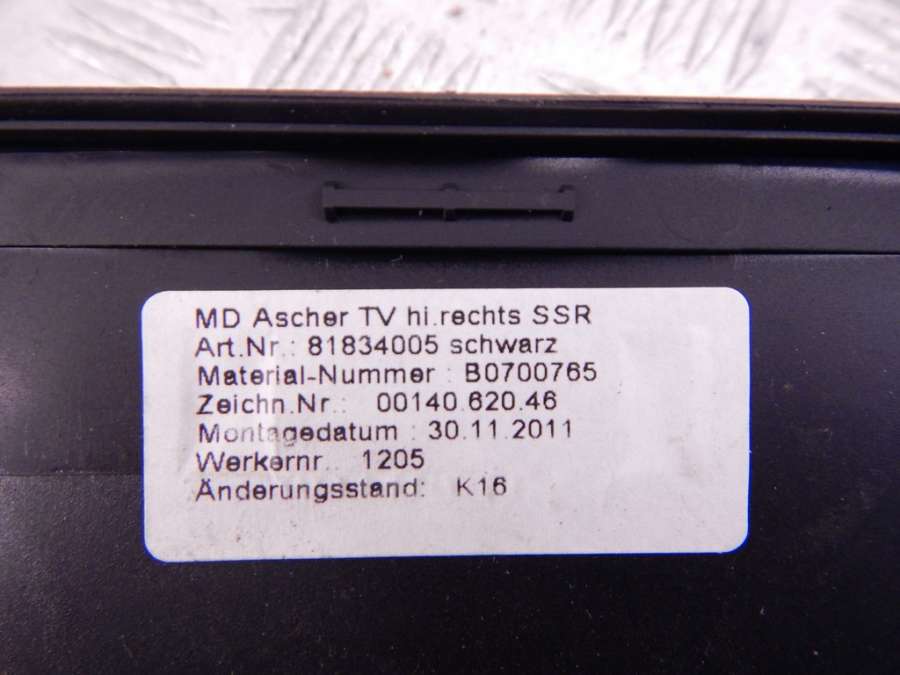 MD Ascher TV hi.rechts SSR
Art.Nr.: 81834005 schwarz
Material-Nummer : B0700765
Zeichn.Nr.: 00140.620.46
Montagedatum : 30.11.2011
Werkernr.: 1205
Änderungsstand: K16